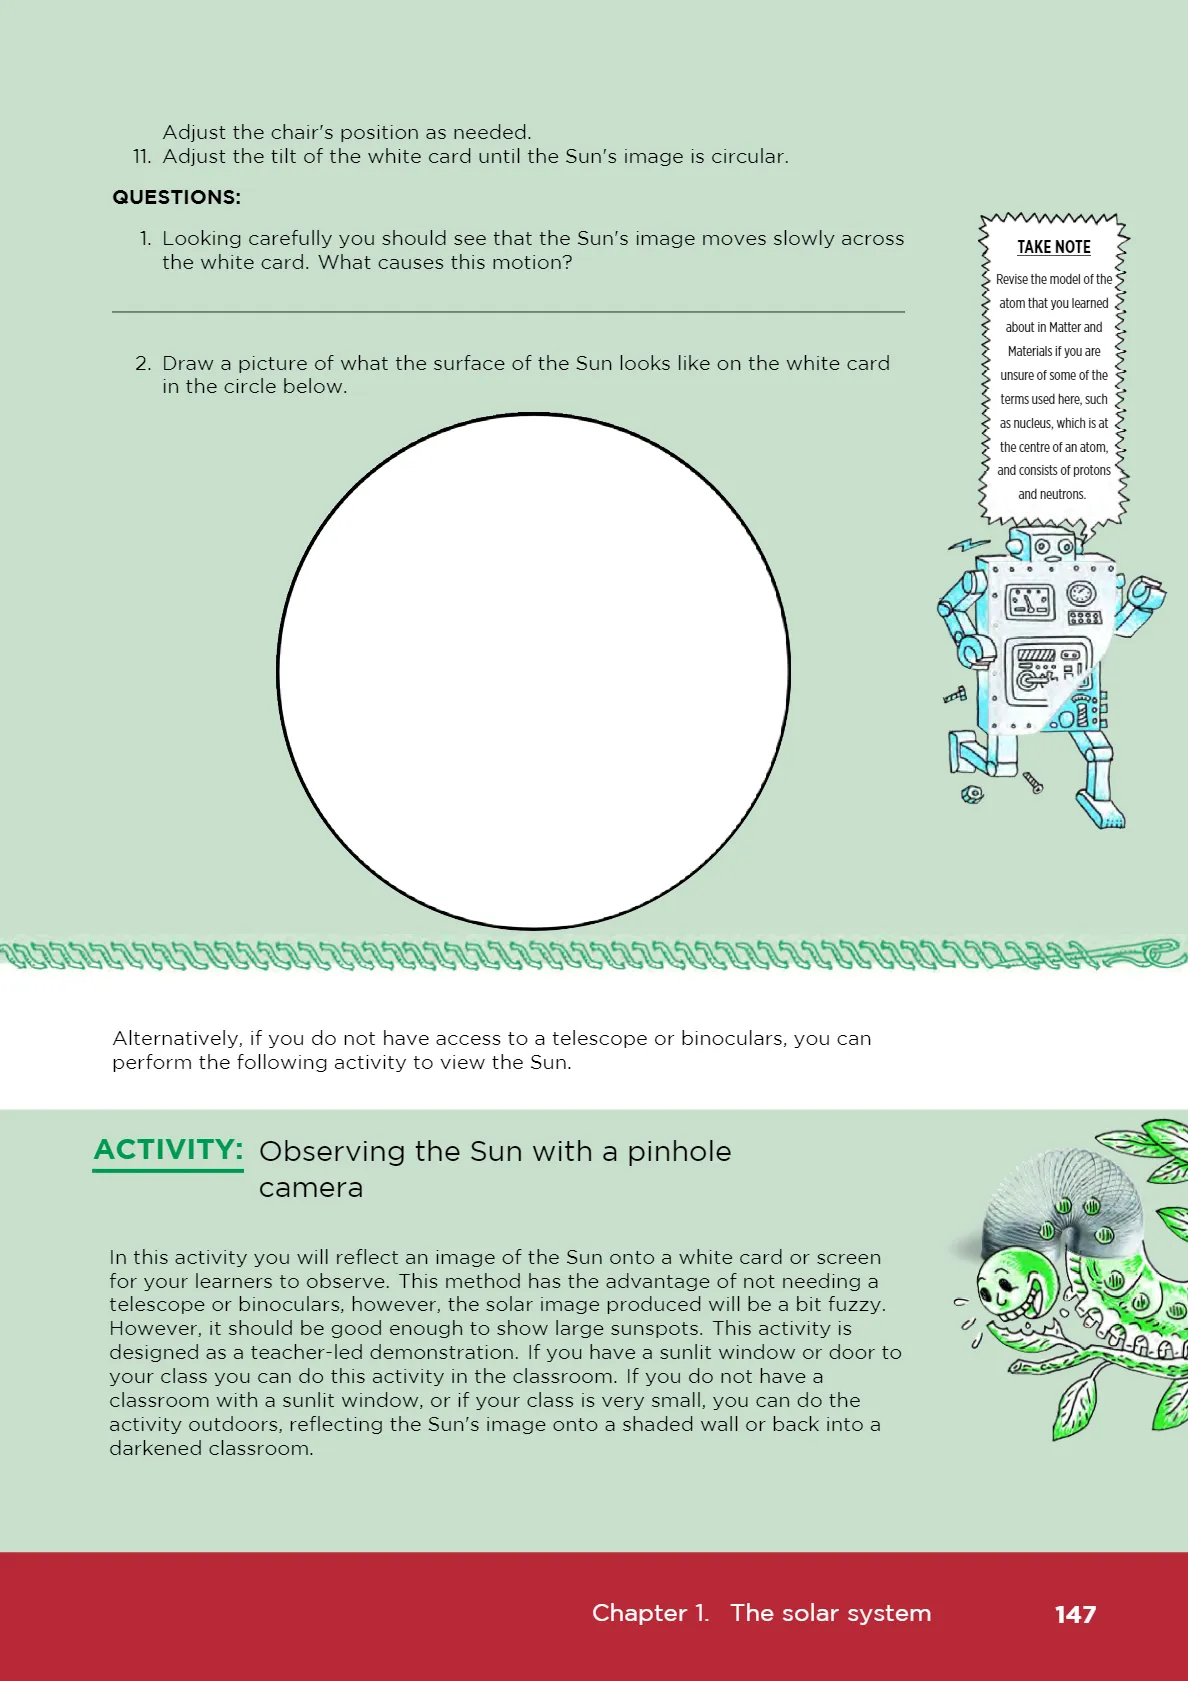 Adjust the chair's position as needed.
11. Adjust the tilt of the white card until the Sun's image is circular.
QUESTIONS:
1. Looking carefully you should see that the Sun's image moves slowly across
the white card. What causes this motion?
2. Draw a picture of what the surface of the Sun looks like on the white card
in the circle below.
TAKE NOTE
Revise the model of the
atom that you learned
about in Matter and
Materials if you are
unsure of some of the
terms used here, such
as nucleus, which is at
the centre of an atom,
and consists of protons
and neutrons.
Alternatively, if you do not have access to a telescope or binoculars, you can
perform the following activity to view the Sun.
ACTIVITY: Observing the Sun with a pinhole
camera
In this activity you will reflect an image of the Sun onto a white card or screen
for your learners to observe. This method has the advantage of not needing a
telescope or binoculars, however, the solar image produced will be a bit fuzzy.
However, it should be good enough to show large sunspots. This activity is
designed as a teacher-led demonstration. If you have a sunlit window or door to
your class you can do this activity in the classroom. If you do not have a
classroom with a sunlit window, or if your class is very small, you can do the
activity outdoors, reflecting the Sun's image onto a shaded wall or back into a
darkened classroom.
Chapter 1. The solar system 147